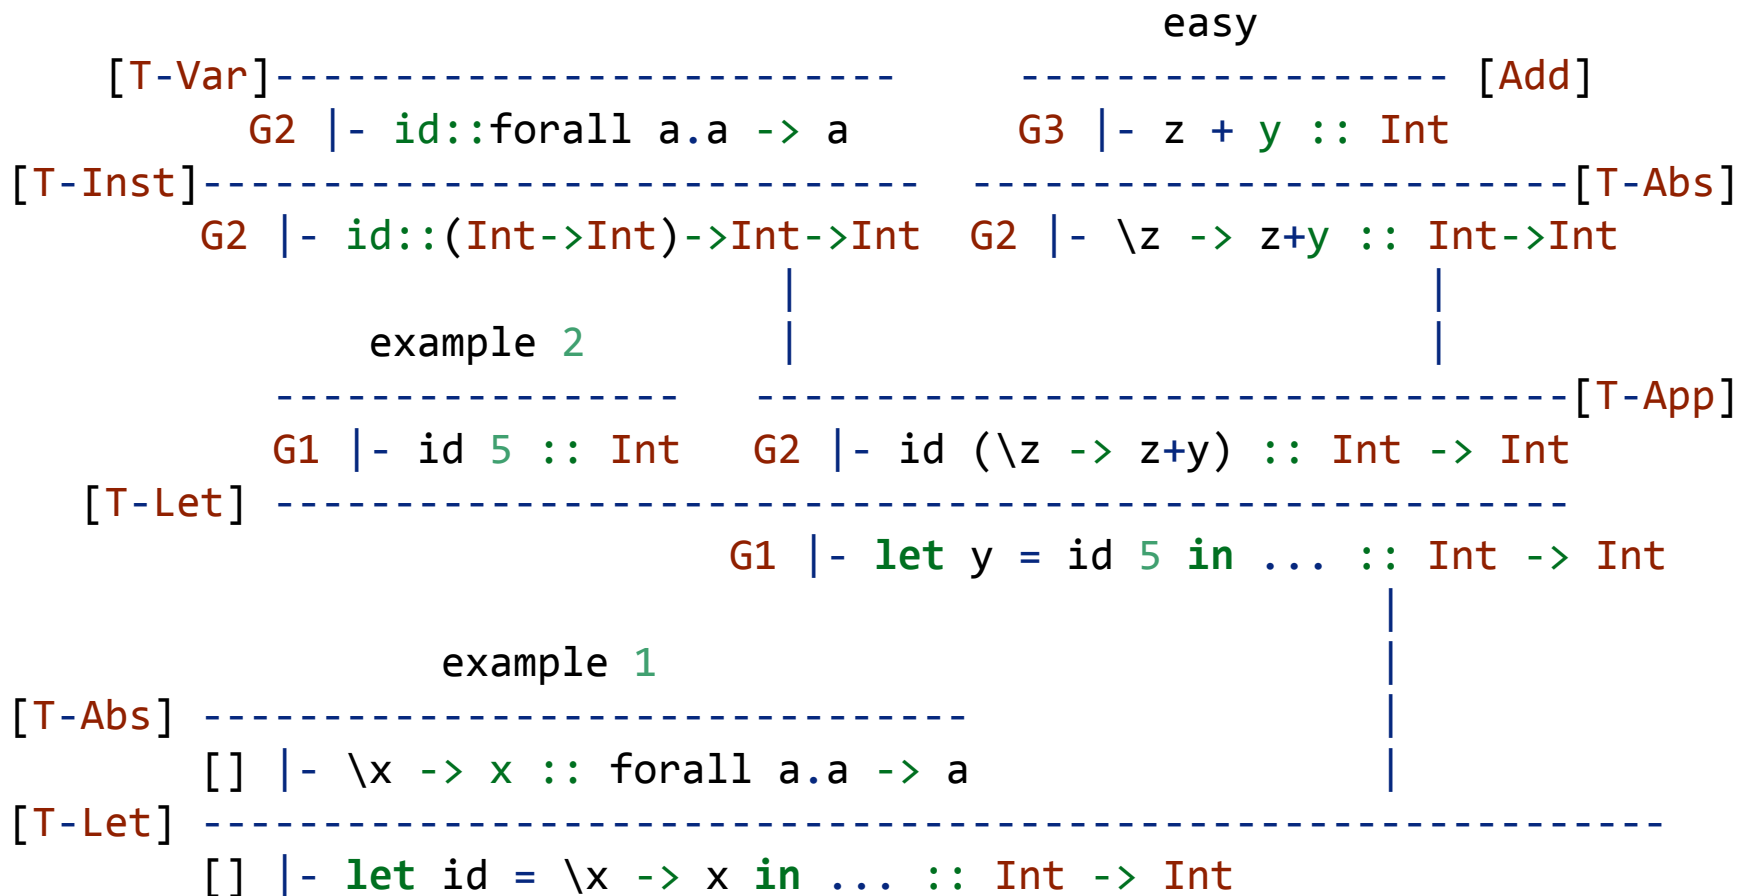 easy
[T-Var]-------------------------- ------------------ [Add]
G2 |- id::forall a.a -> a G3 |- z + y :: Int
[T-Inst]------------------------------ -------------------------[T-Abs]
G2 |- id::(Int->Int)->Int->Int G2 |- \z -> z+y :: Int->Int
| |
example 2 | |
----------------- ----------------------------------[T-App]
G1 |- id 5 :: Int G2 |- id (\z -> z+y) :: Int -> Int
[T-Let] ------------------------------------------------------
G1 |- let y = id 5 in ... :: Int -> Int
|
example 1 |
[T-Abs] -------------------------------- |
[] |- \x -> x :: forall a.a -> a |
[T-Let] -------------------------------------------------------------
[] |- let id = \x -> x in ... :: Int -> Int